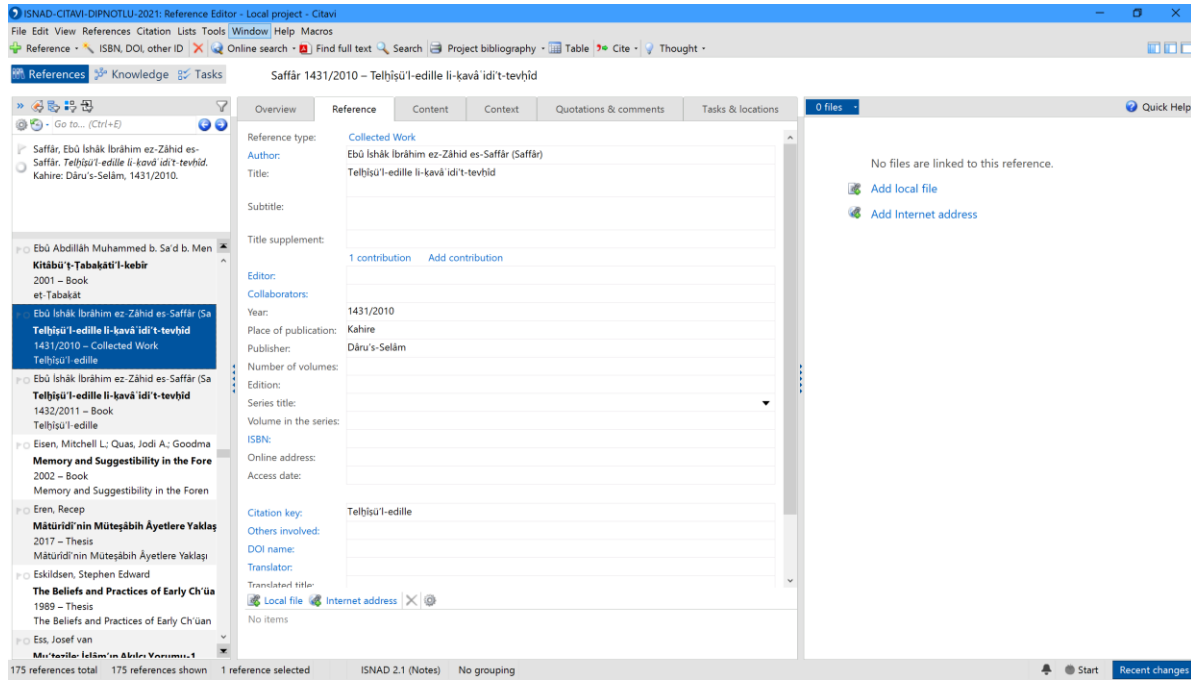 ISNAD-CITAVI-DIPNOTLU-2021: Reference Editor - Local project - Citavi
File Edit View References Citation Lists Tools Window Help Macros
Reference ISBN, DOI, other ID Online search Find full text Search Project bibliography Table Cite Thought
References Knowledge Tasks
Saffâr 1431/2010 – Telḫîṣü'l-edille li-ḳavâʿidi't-tevḥîd
Go to... (Ctrl+E)
Saffâr, Ebû İshâk İbrâhim ez-Zâhid es-
Saffâr. Telḫîṣü'l-edille li-ḳavâʿidi't-tevḥîd.
Kahire: Dâru's-Selâm, 1431/2010.
Ebû Abdillâh Muhammed b. Sa'd b. Men
Kitâbü'ṭ-Ṭabaḳāti'l-kebîr
2001 – Book
eṭ-Ṭabaḳāt
Ebû İshâk İbrâhim ez-Zâhid es-Saffâr (Sa
Telḫîṣü'l-edille li-ḳavâʿidi't-tevḥîd
1431/2010 – Collected Work
Telḫîṣü'l-edille
Ebû İshâk İbrâhim ez-Zâhid es-Saffâr (Sa
Telḫîṣü'l-edille li-ḳavâʿidi't-tevḥîd
1432/2011 – Book
Telḫîṣü'l-edille
Eisen, Mitchell L.; Quas, Jodi A.; Goodma
Memory and Suggestibility in the Fore
2002 – Book
Memory and Suggestibility in the Foren
Eren, Recep
Mâtürîdî'nin Müteşâbih Âyetlere Yaklaş
2017 – Thesis
Mâtürîdî'nin Müteşâbih Âyetlere Yaklaşı
Eskildsen, Stephen Edward
The Beliefs and Practices of Early Ch'üa
1989 – Thesis
The Beliefs and Practices of Early Ch'üan
Ess, Josef van
Mu'tezile: İslâm'ın Akılcı Yorumu-1
Overview Reference Content Context Quotations & comments Tasks & locations
Reference type: Collected Work
Author: Ebû İshâk İbrâhim ez-Zâhid es-Saffâr (Saffâr)
Title: Telḫîṣü'l-edille li-ḳavâʿidi't-tevḥîd
Subtitle:
Title supplement:
1 contribution Add contribution
Editor:
Collaborators:
Year: 1431/2010
Place of publication: Kahire
Publisher: Dâru's-Selâm
Number of volumes:
Edition:
Series title:
Volume in the series:
ISBN:
Online address:
Access date:
Citation key: Telḫîṣü'l-edille
Others involved:
DOI name:
Translator:
Translated title:
Local file Internet address
No items
0 files
Quick Help
No files are linked to this reference.
Add local file
Add Internet address
175 references total 175 references shown 1 reference selected ISNAD 2.1 (Notes) No grouping Start Recent changes